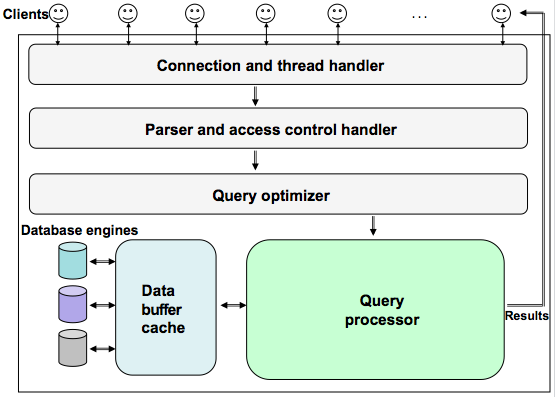 Clients
...
Connection and thread handler
Parser and access control handler
Query optimizer
Database engines
Data
buffer
cache
Query
processor
Results